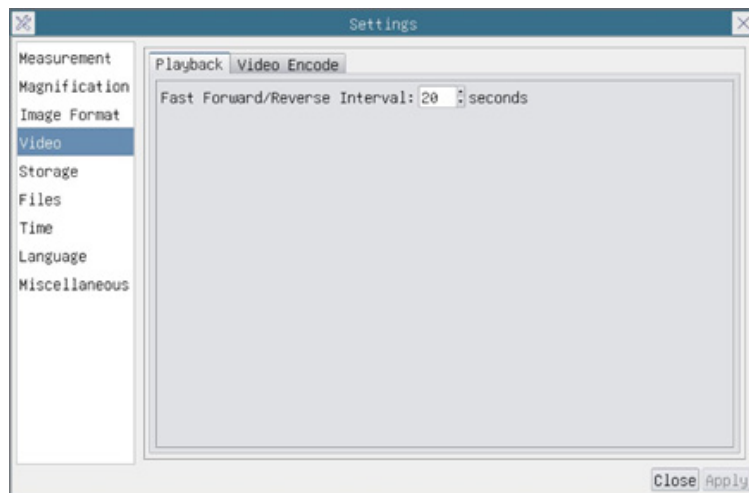 Settings
Measurement
Magnification
Image Format
Video
Storage
Files
Time
Language
Miscellaneous
Playback Video Encode
Fast Forward/Reverse Interval: 20 seconds
Close Apply